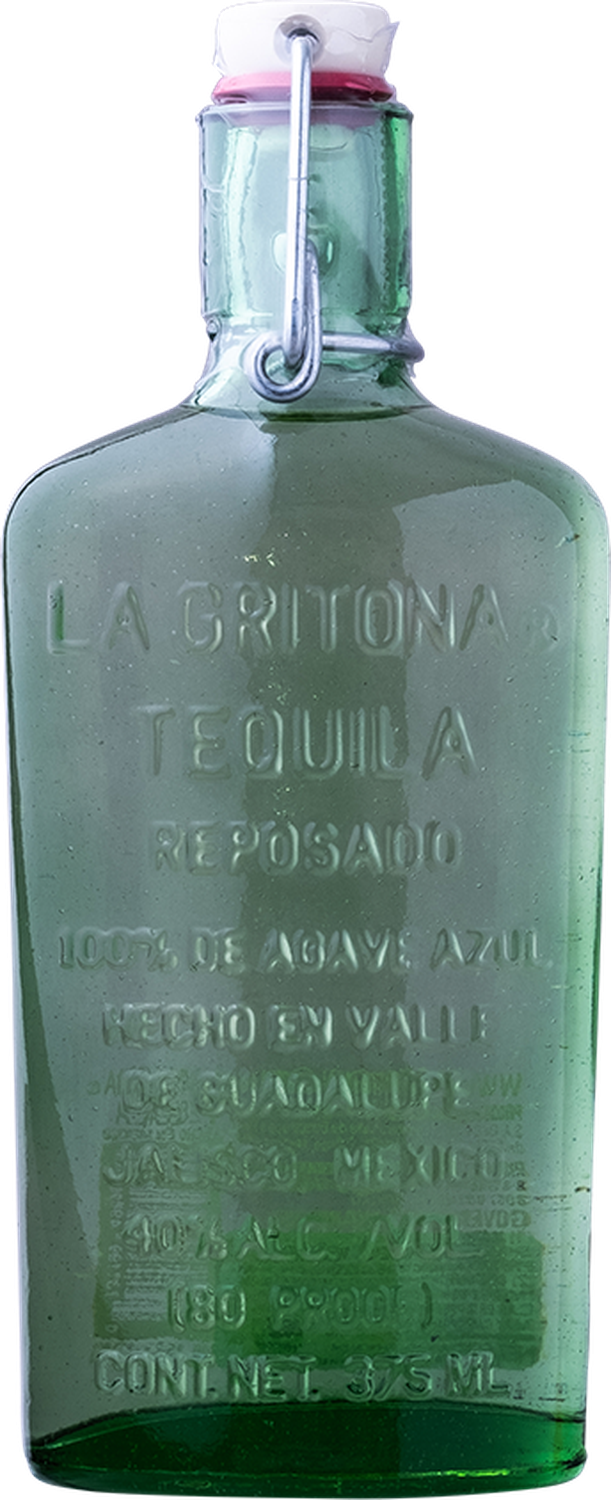 LA GRITONA®
TEQUILA
REPOSADO
100% DE AGAVE AZUL
HECHO EN VALLE
DE GUADALUPE
JALISCO MEXICO
40% ALC. /VOL
(80 PROOF)
CONT. NET. 375 ML